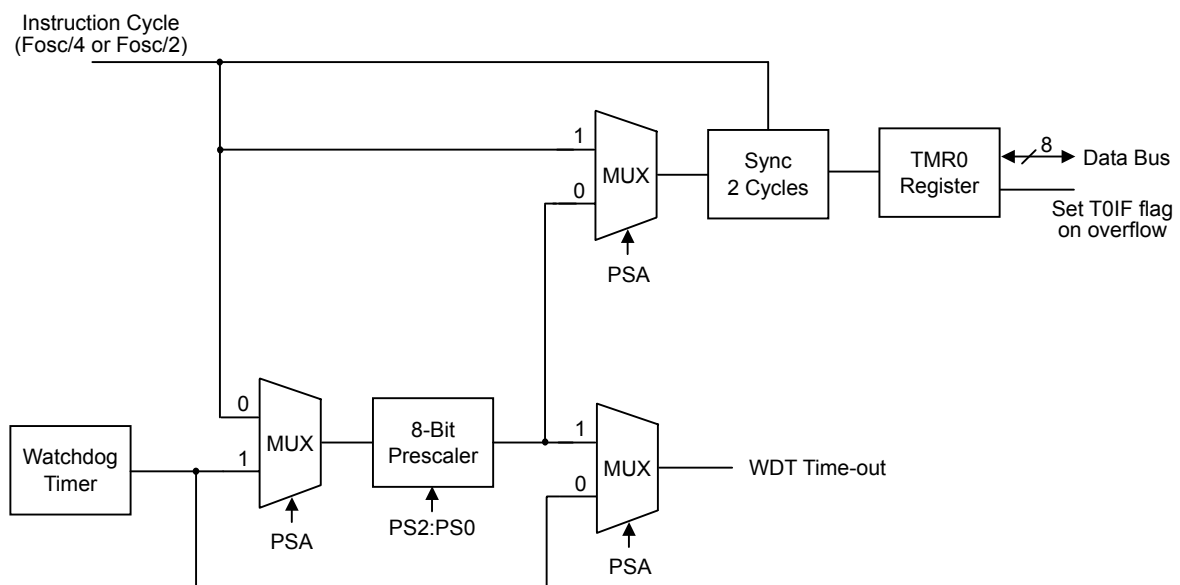 Instruction Cycle
(Fosc/4 or Fosc/2)
1
MUX
0
PSA
Sync
2 Cycles
TMR0
Register
8
Data Bus
Set T0IF flag
on overflow
Watchdog
Timer
0
MUX
1
PSA
8-Bit
Prescaler
PS2:PS0
1
MUX
0
PSA
WDT Time-out